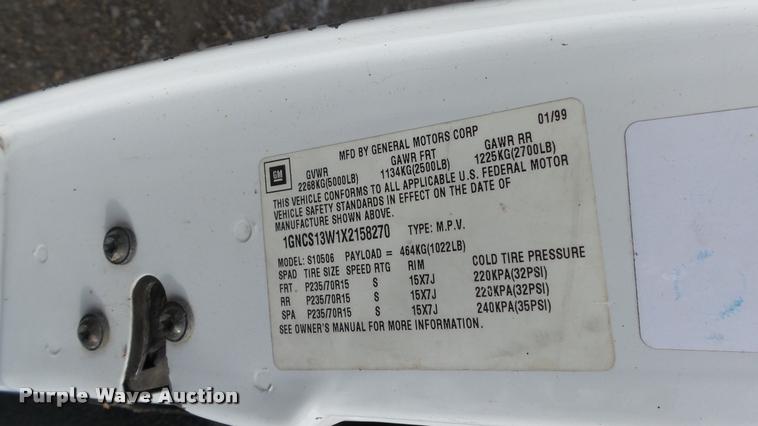 MFD BY GENERAL MOTORS CORP 01/99
GM
GVWR GAWR FRT GAWR RR
2268KG(5000LB) 1134KG(2500LB) 1225KG(2700LB)
THIS VEHICLE CONFORMS TO ALL APPLICABLE U.S. FEDERAL MOTOR
VEHICLE SAFETY STANDARDS IN EFFECT ON THE DATE OF
MANUFACTURE SHOWN ABOVE.
1GNCS13W1X2158270 TYPE: M.P.V.
MODEL: S10506 PAYLOAD = 464KG(1022LB)
SPAD TIRE SIZE SPEED RTG RIM COLD TIRE PRESSURE
FRT P235/70R15 S 15X7J 220KPA(32PSI)
RR P235/70R15 S 15X7J 220KPA(32PSI)
SPA P235/70R15 S 15X7J 240KPA(35PSI)
SEE OWNER'S MANUAL FOR MORE INFORMATION.
Purple Wave Auction